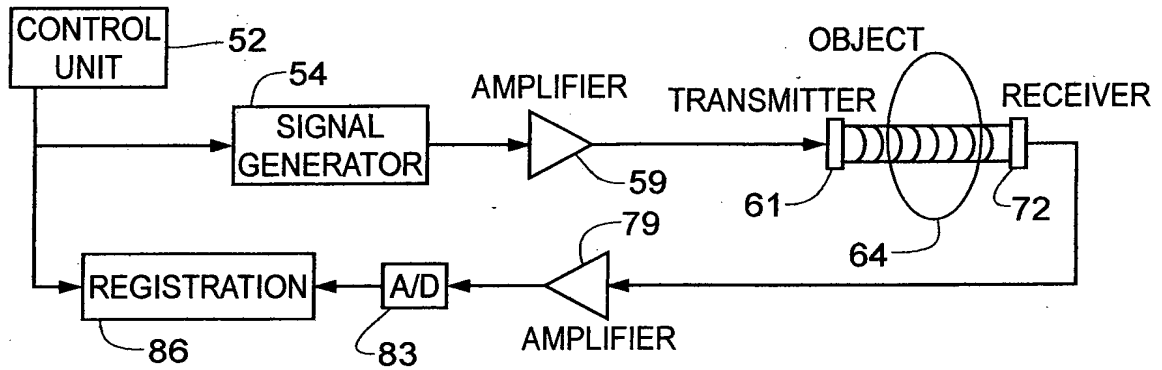 CONTROL
UNIT
52
54
SIGNAL
GENERATOR
AMPLIFIER
59
TRANSMITTER
OBJECT
RECEIVER
61
72
64
79
REGISTRATION
A/D
AMPLIFIER
86
83